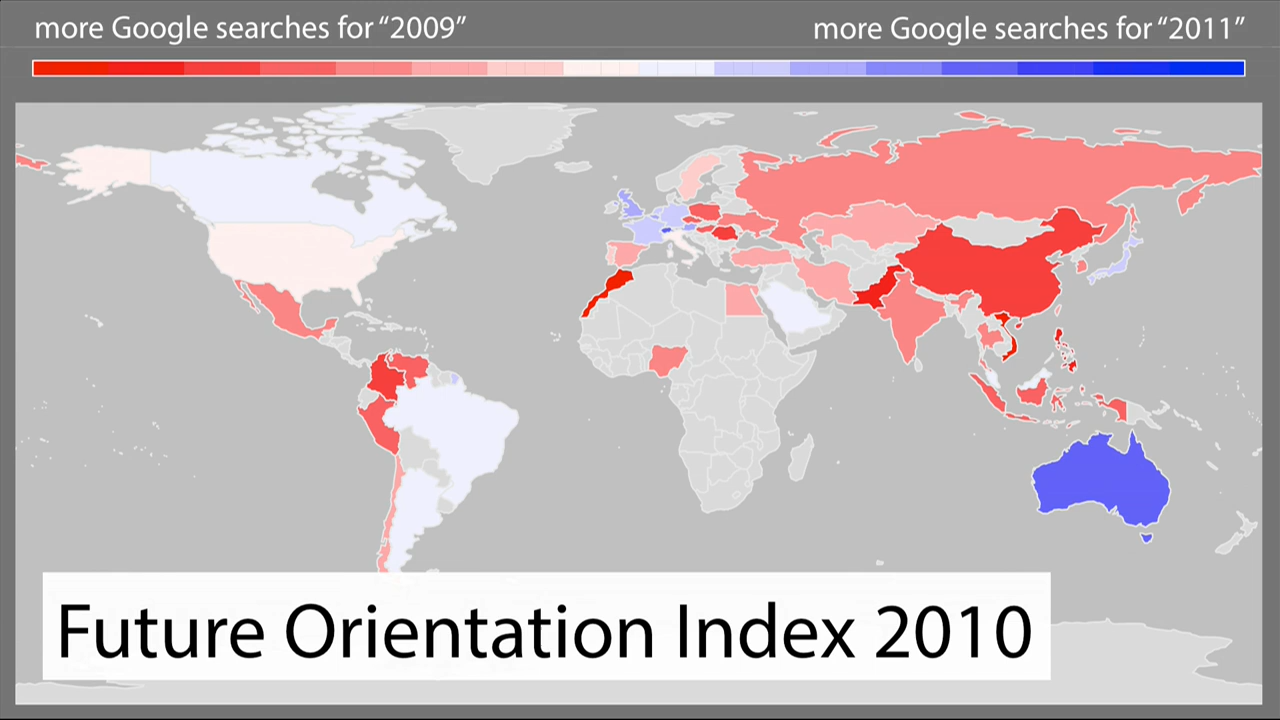 more Google searches for “2009”
more Google searches for “2011”
Future Orientation Index 2010